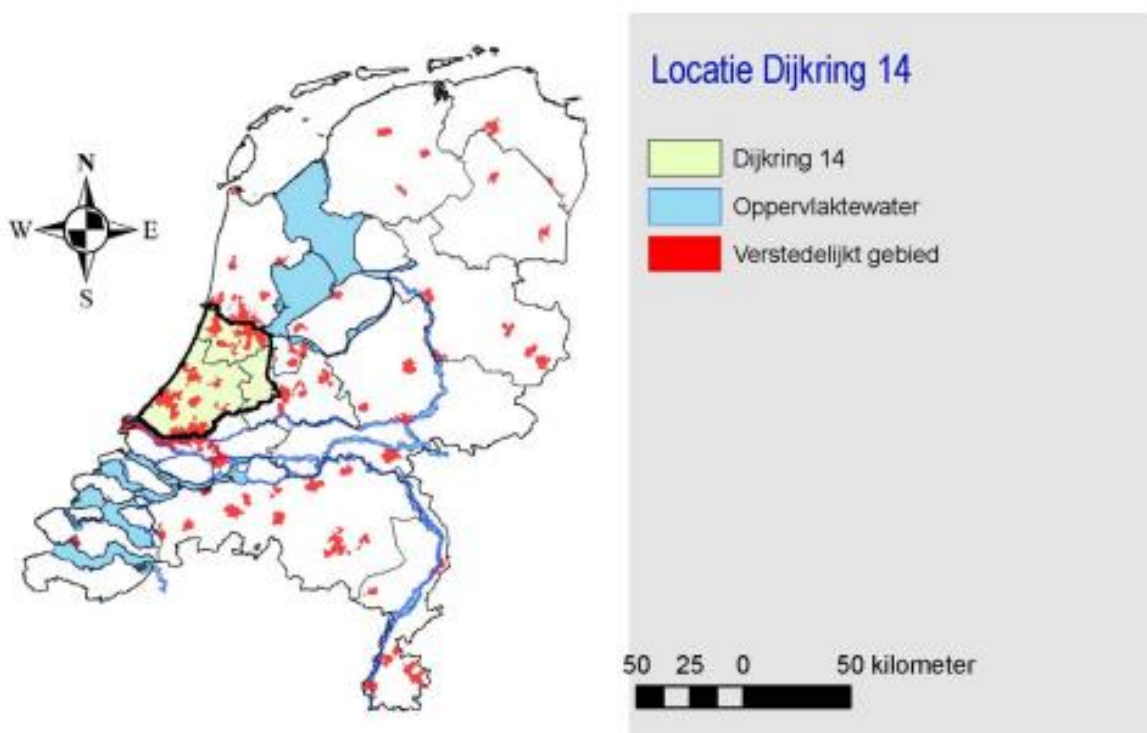 Locatie Dijkring 14
Dijkring 14
Oppervlaktewater
Verstedelijkt gebied
N
W E
S
50 25 0 50 kilometer